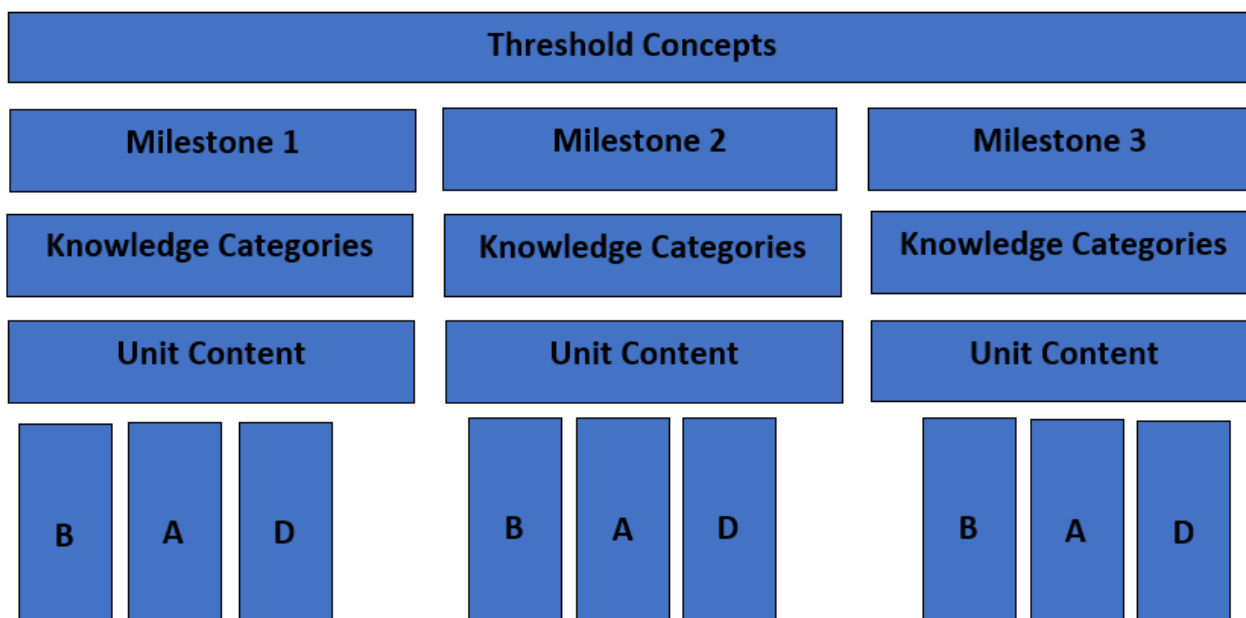 Threshold Concepts
Milestone 1
Milestone 2
Milestone 3
Knowledge Categories
Knowledge Categories
Knowledge Categories
Unit Content
Unit Content
Unit Content
B
A
D
B
A
D
B
A
D